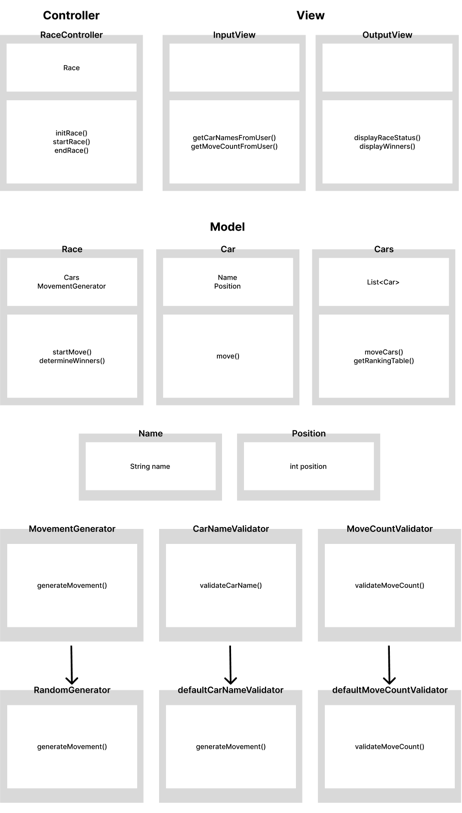 Controller
View
RaceController
InputView
OutputView
Race
initRace()
startRace()
endRace()
getCarNamesFromUser()
getMoveCountFromUser()
displayRaceStatus()
displayWinners()
Model
Race
Car
Cars
Cars
MovementGenerator
Name
Position
List<Car>
startMove()
determineWinners()
move()
moveCars()
getRankingTable()
Name
Position
String name
int position
MovementGenerator
CarNameValidator
MoveCountValidator
generateMovement()
validateCarName()
validateMoveCount()
RandomGenerator
defaultCarNameValidator
defaultMoveCountValidator
generateMovement()
generateMovement()
validateMoveCount()